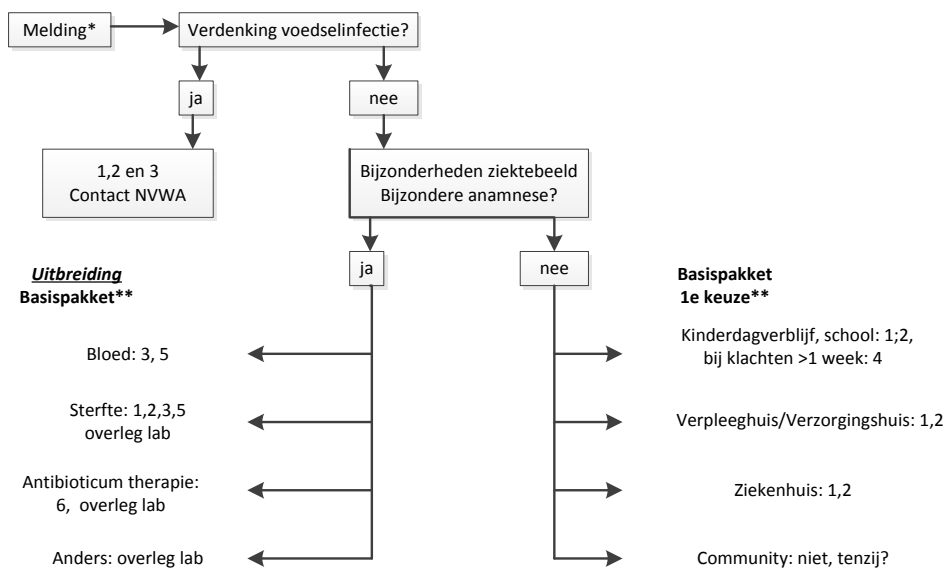 Melding*
Verdenking voedselinfectie?
ja
nee
1,2 en 3
Contact NVWA
Bijzonderheden ziektebeeld
Bijzondere anamnese?
ja
nee
Uitbreiding
Basispakket**
Basispakket
1e keuze**
Bloed: 3, 5
Sterfte: 1,2,3,5
overleg lab
Antibioticum therapie:
6, overleg lab
Anders: overleg lab
Kinderdagverblijf, school: 1;2,
bij klachten >1 week: 4
Verpleeghuis/Verzorgingshuis: 1,2
Ziekenhuis: 1,2
Community: niet, tenzij?